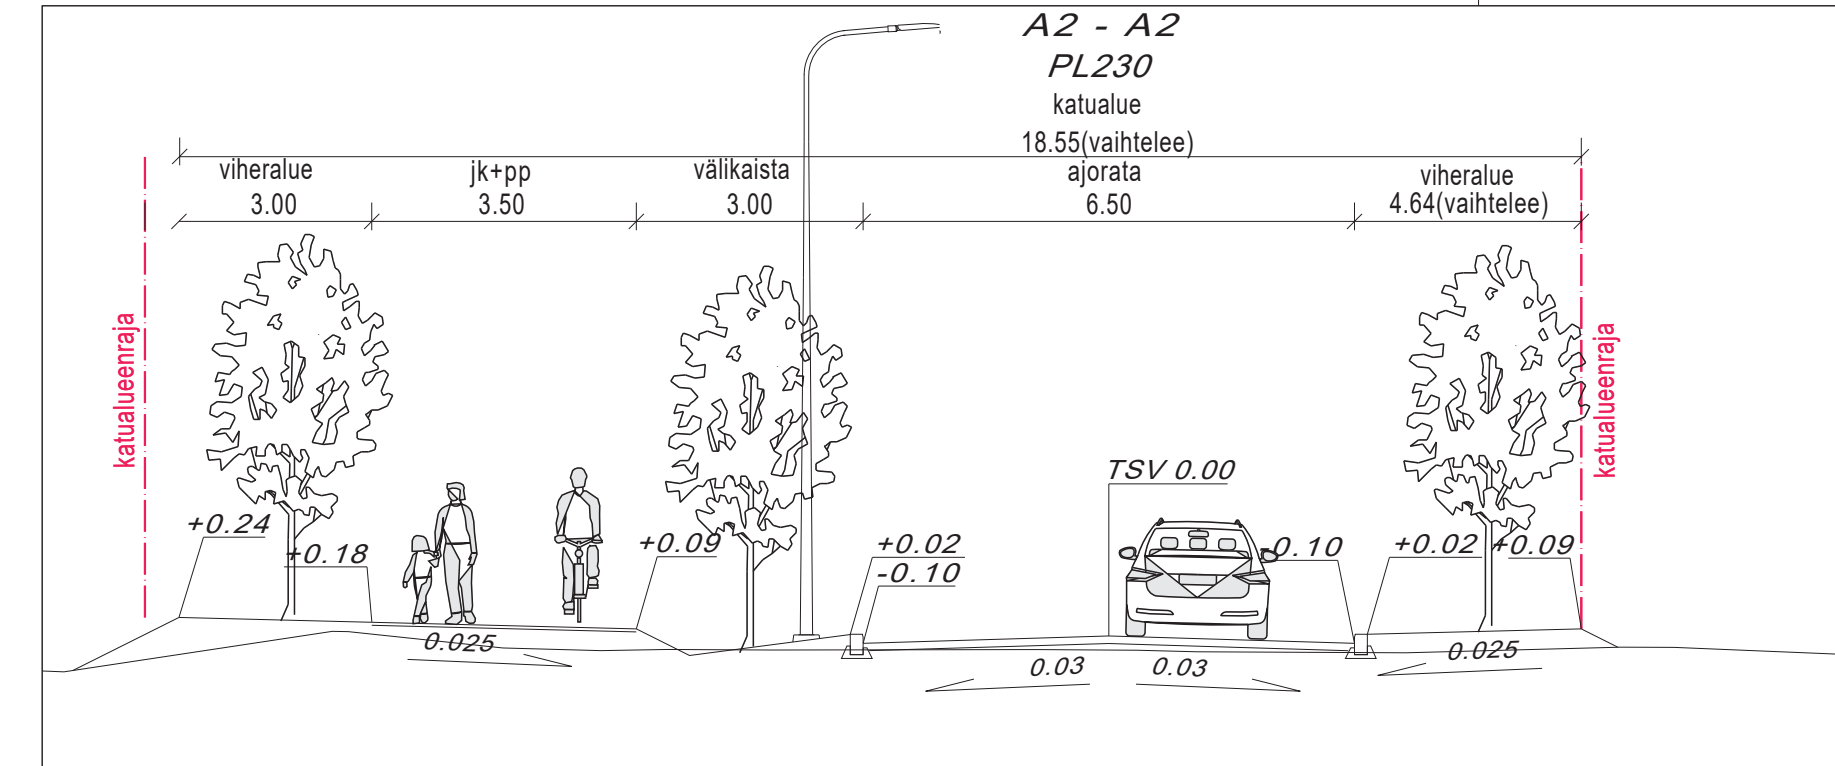 A2 - A2
PL230
katualue
18.55(vaihtelee)
viheralue
3.00
jk+pp
3.50
välikaista
3.00
ajorata
6.50
viheralue
4.64(vaihtelee)
katualueenraja
katualueenraja
TSV 0.00
+0.24
+0.18
+0.09
+0.02
-0.10
-0.10
+0.02
+0.09
0.025
0.03
0.03
0.025